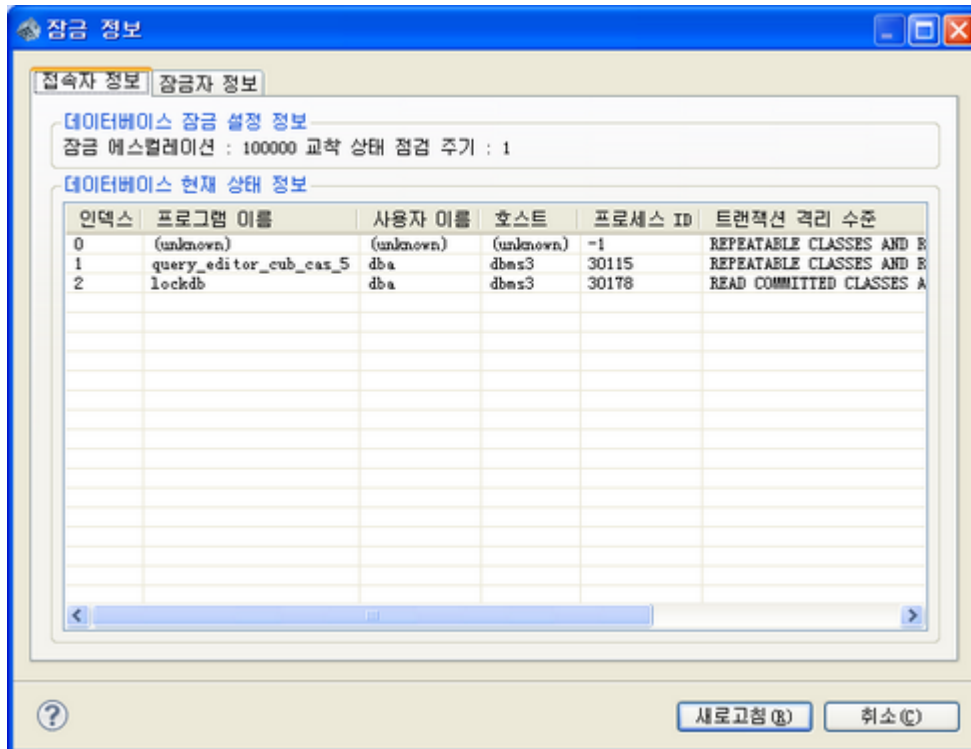 잠금 정보
접속자 정보 잠금자 정보
데이터베이스 잠금 설정 정보
잠금 에스컬레이션 : 100000 교착 상태 점검 주기 : 1
데이터베이스 현재 상태 정보
인덱스 프로그램 이름 사용자 이름 호스트 프로세스 ID 트랜잭션 격리 수준
0 (unknown) (unknown) (unknown) -1 REPEATABLE CLASSES AND R
1 query_editor_cub_cas_5 dba dbms3 30115 REPEATABLE CLASSES AND R
2 lockdb dba dbms3 30178 READ COMMITTED CLASSES A
? 새로고침(R) 취소(C)